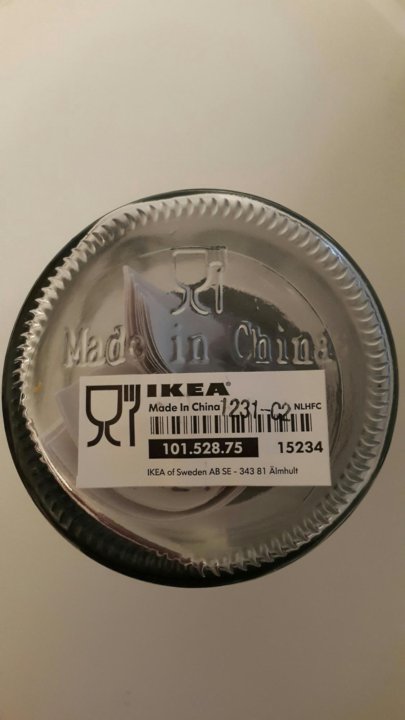 Made in China
IKEA®
Made In China 1231-C2 NLHFC
101.528.75 15234
IKEA of Sweden AB SE - 343 81 Älmhult